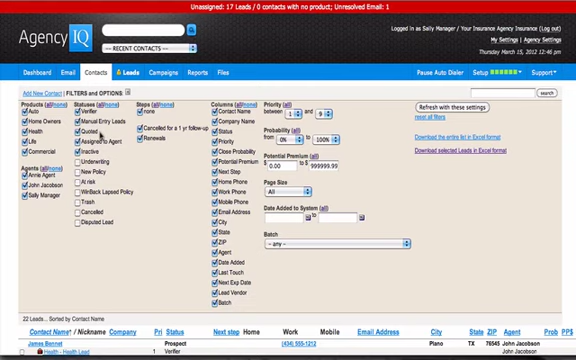 Unassigned: 17 Leads / 0 contacts with no product; Unresolved Email: 1
Agency IQ
-- RECENT CONTACTS --
Logged in as Sally Manager / Your Insurance Agency Insurance (Log out)
My Settings | Agency Settings
Thursday March 15, 2012 12:46 pm
Dashboard Email Contacts Leads Campaigns Reports Files Pause Auto Dialer Setup Support
Add New Contact | FILTERS and OPTIONS:
search
Products (all/none)
Auto
Home Owners
Health
Life
Commercial
Agents (all/none)
Annie Agent
John Jacobson
Sally Manager
Statuses (all/none)
Verifier
Manual Entry Leads
Quoted
Assigned to Agent
Inactive
Underwriting
New Policy
At risk
WinBack Lapsed Policy
Trash
Cancelled
Disputed Lead
Steps (all/none)
none
Cancelled for a 1 yr follow-up
Renewals
Columns (all/none)
Contact Name
Company Name
Status
Priority
Close Probability
Potential Premium
Next Step
Home Phone
Work Phone
Mobile Phone
Email Address
City
State
ZIP
Agent
Date Added
Last Touch
Next Exp Date
Lead Vendor
Batch
Priority (all)
1 to 9
Probability (all)
0% to 100%
Potential Premium (all)
$ 0.00 to $ 999999.99
Page Size
All
Date Added to System (all)
to
Batch
-- any --
Refresh with these settings
reset all filters
Download the entire list in Excel format
Download selected Leads in Excel format
22 Leads... Sorted by Contact Name
Contact Name↑ / Nickname Company Pri Status Next step Home Work Mobile Email Address City State ZIP Agent Prob PP$
James Bennet Prospect (434) 555-1212 Plano TX 76545 John Jacobson
Health - Health Lead 1 Verifier John Jacobson